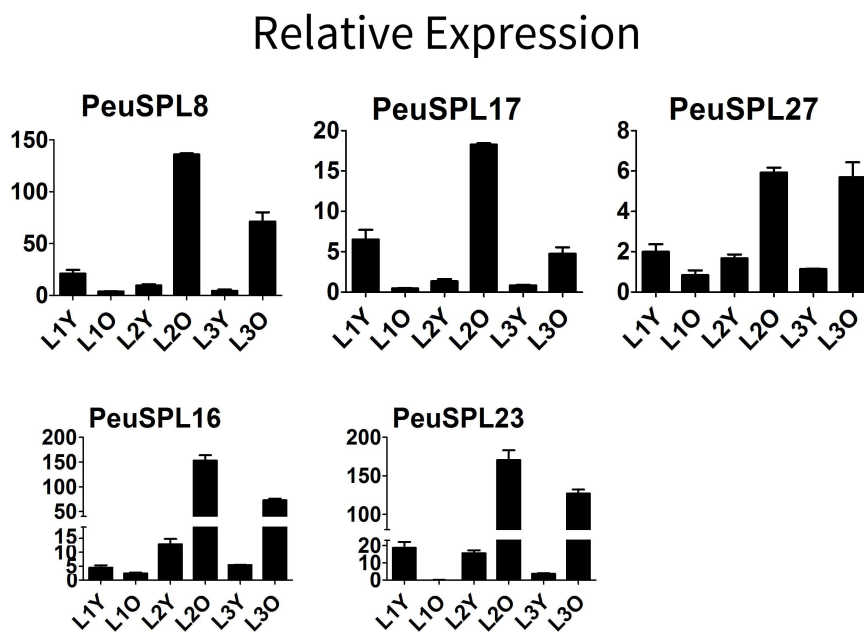 Relative Expression
PeuSPL8
150
100
50
0
L1Y L1O L2Y L2O L3Y L3O
PeuSPL17
20
15
10
5
0
L1Y L1O L2Y L2O L3Y L3O
PeuSPL27
8
6
4
2
0
L1Y L1O L2Y L2O L3Y L3O
PeuSPL16
200
150
100
50
15
10
5
0
L1Y L1O L2Y L2O L3Y L3O
PeuSPL23
200
150
100
20
10
0
L1Y L1O L2Y L2O L3Y L3O